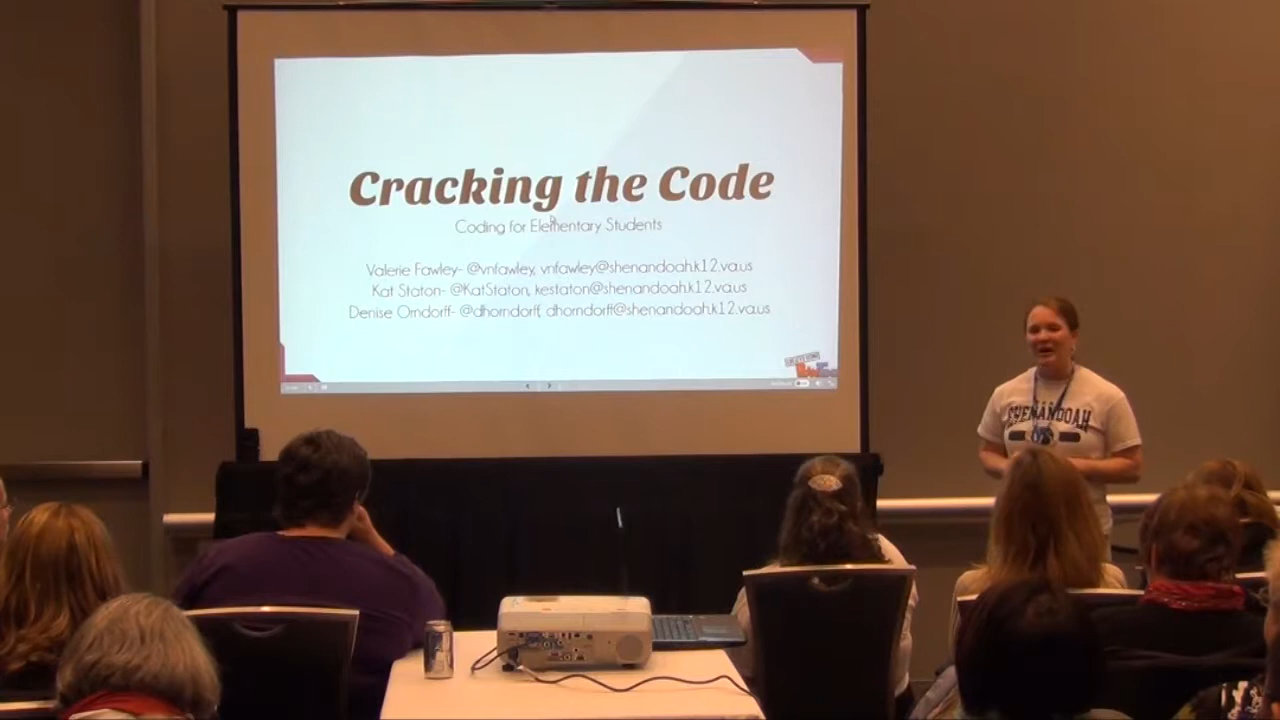 Cracking the Code
Coding for Elementary Students
Valerie Fawley- @vnfawley, vnfawley@shenandoah.k12.va.us
Kat Staton- @KatStaton, kestaton@shenandoah.k12.va.us
Denise Orndorff- @dhorndorff, dhorndorff@shenandoah.k12.va.us
SHENANDOAH